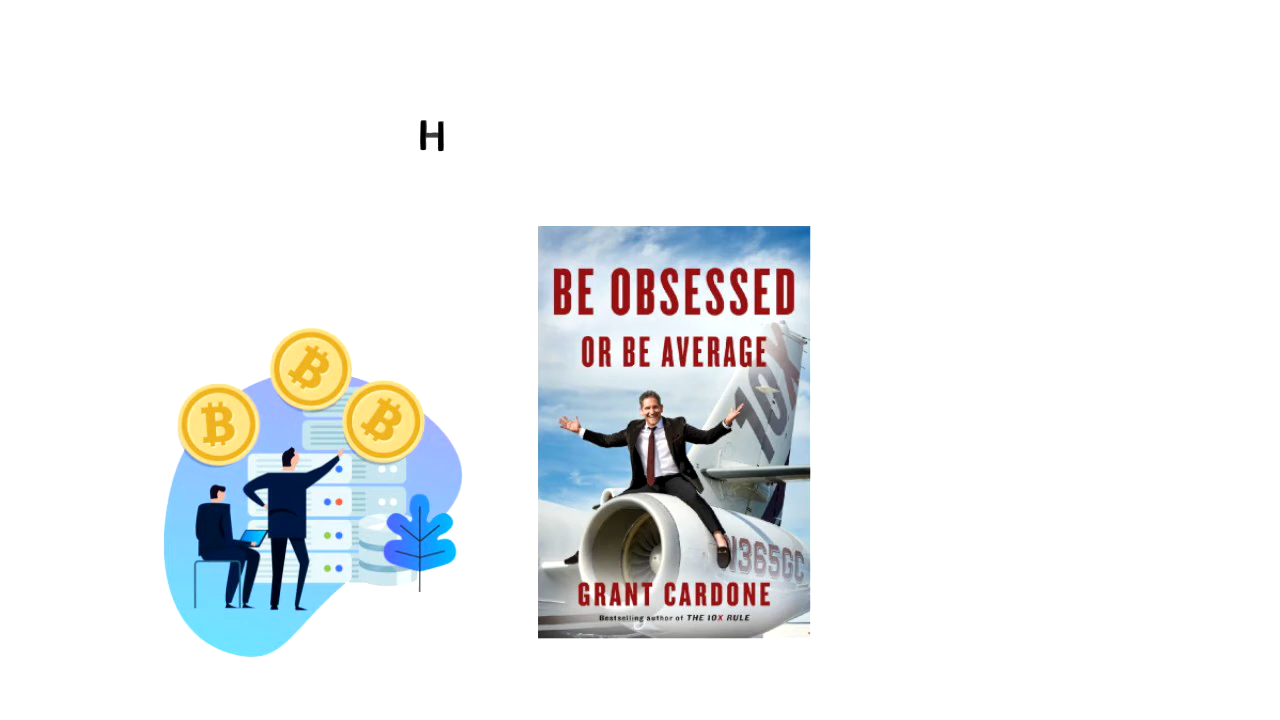 H
BE OBSESSED
OR BE AVERAGE
10X
N365GC
GRANT CARDONE
Bestselling author of THE 10X RULE